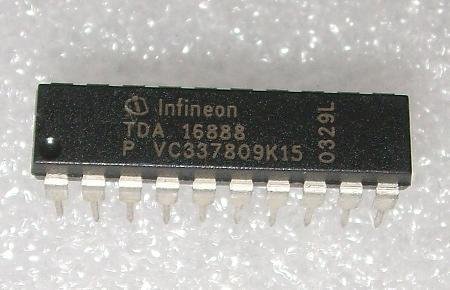 Infineon
TDA 16888
P VC337809K15
0329L